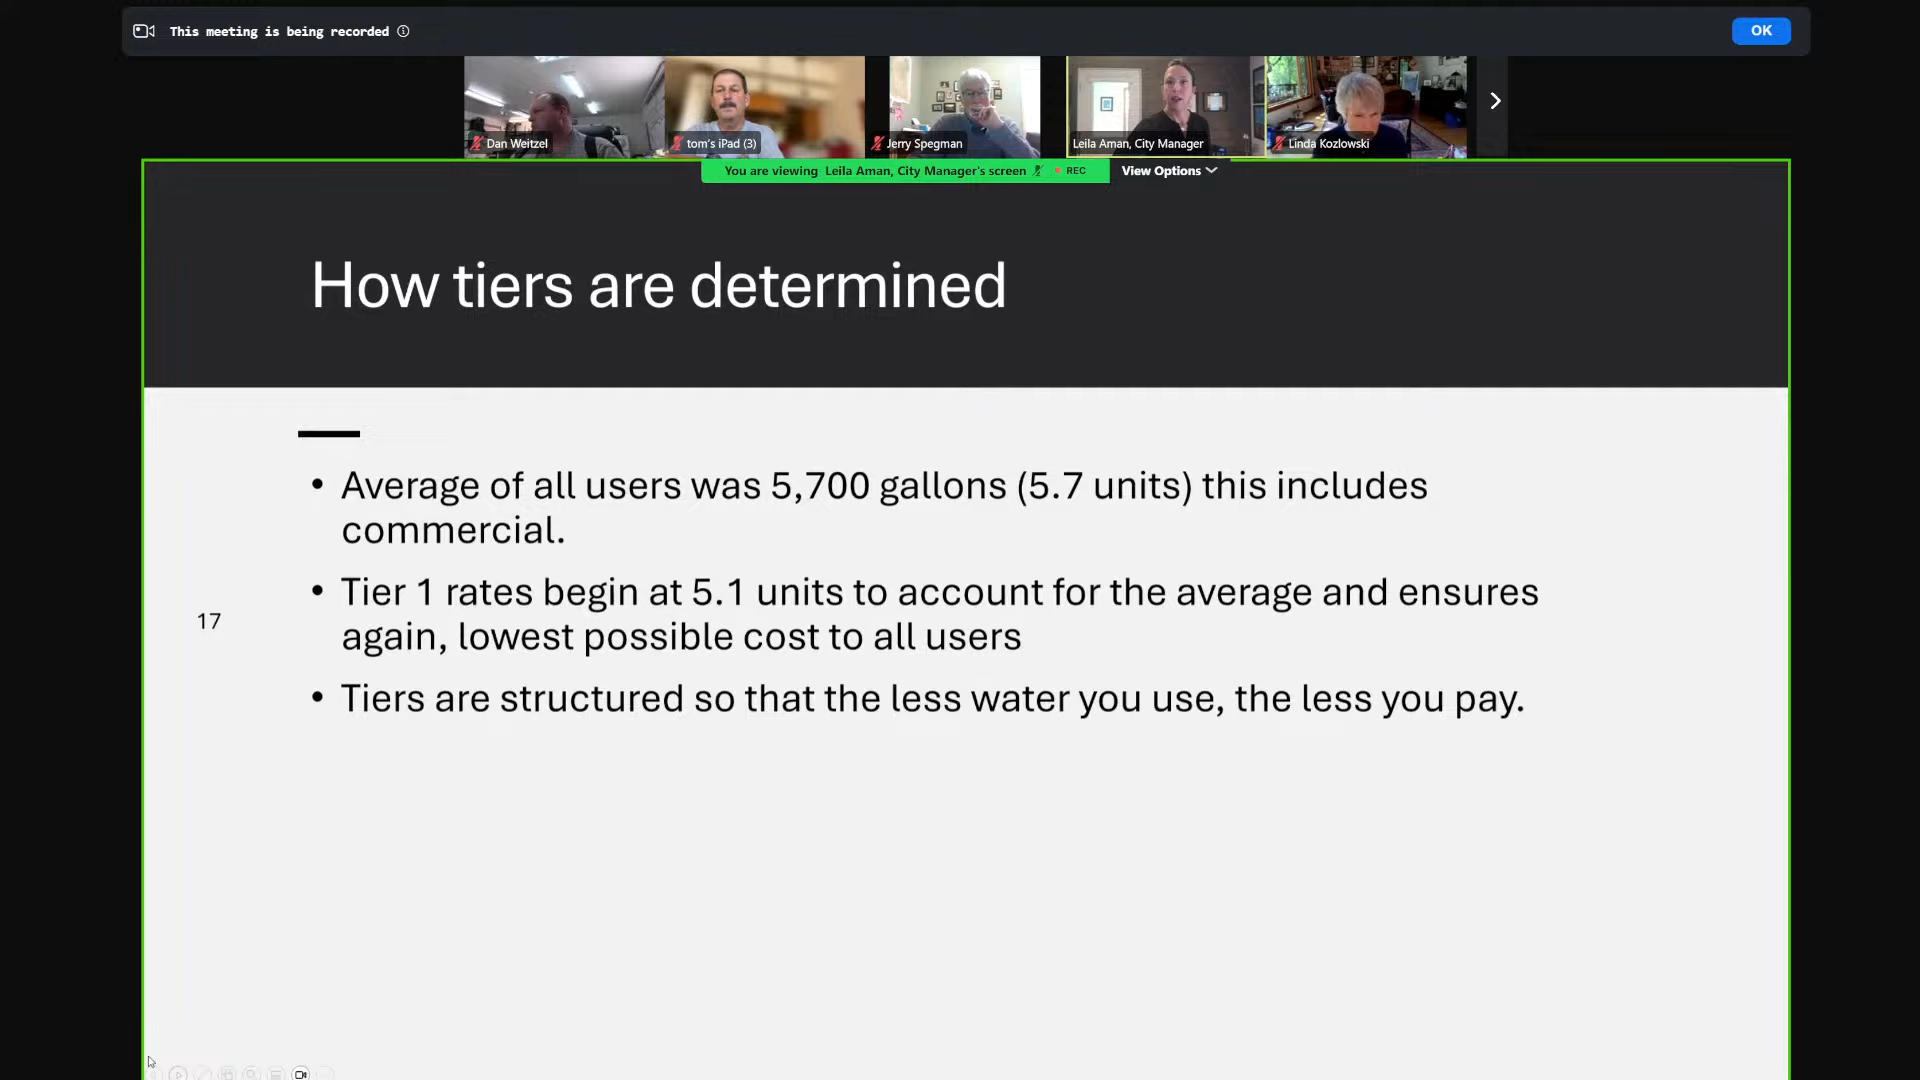 This meeting is being recorded
OK
Dan Weitzel
tom's iPad (3)
Jerry Spegman
Leila Aman, City Manager
Linda Kozlowski
You are viewing Leila Aman, City Manager's screen
REC
View Options
How tiers are determined
• Average of all users was 5,700 gallons (5.7 units) this includes
commercial.
• Tier 1 rates begin at 5.1 units to account for the average and ensures
again, lowest possible cost to all users
17
• Tiers are structured so that the less water you use, the less you pay.